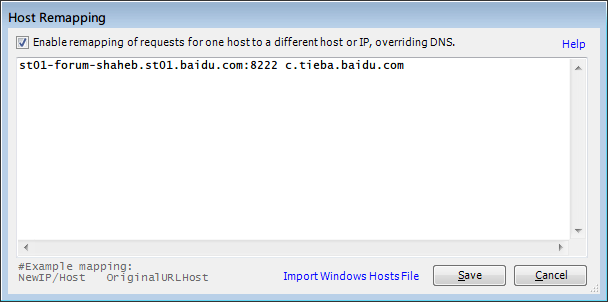 Host Remapping
Enable remapping of requests for one host to a different host or IP, overriding DNS.
Help
st01-forum-shaheb.st01.baidu.com:8222 c.tieba.baidu.com
#Example mapping:
NewIP/Host OriginalURLHost
Import Windows Hosts File
Save
Cancel